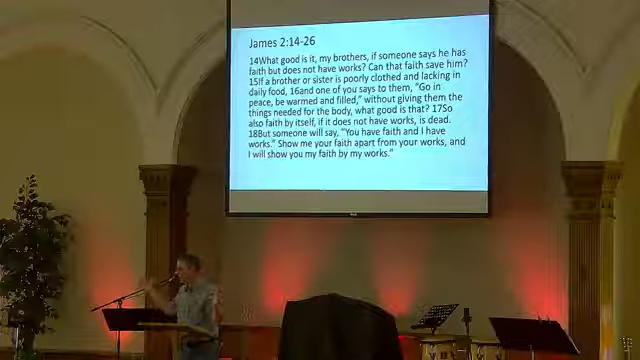 James 2:14-26
14What good is it, my brothers, if someone says he has
faith but does not have works? Can that faith save him?
15If a brother or sister is poorly clothed and lacking in
daily food, 16and one of you says to them, "Go in
peace, be warmed and filled," without giving them the
things needed for the body, what good is that? 17So
also faith by itself, if it does not have works, is dead.
18But someone will say, "You have faith and I have
works." Show me your faith apart from your works, and
I will show you my faith by my works."